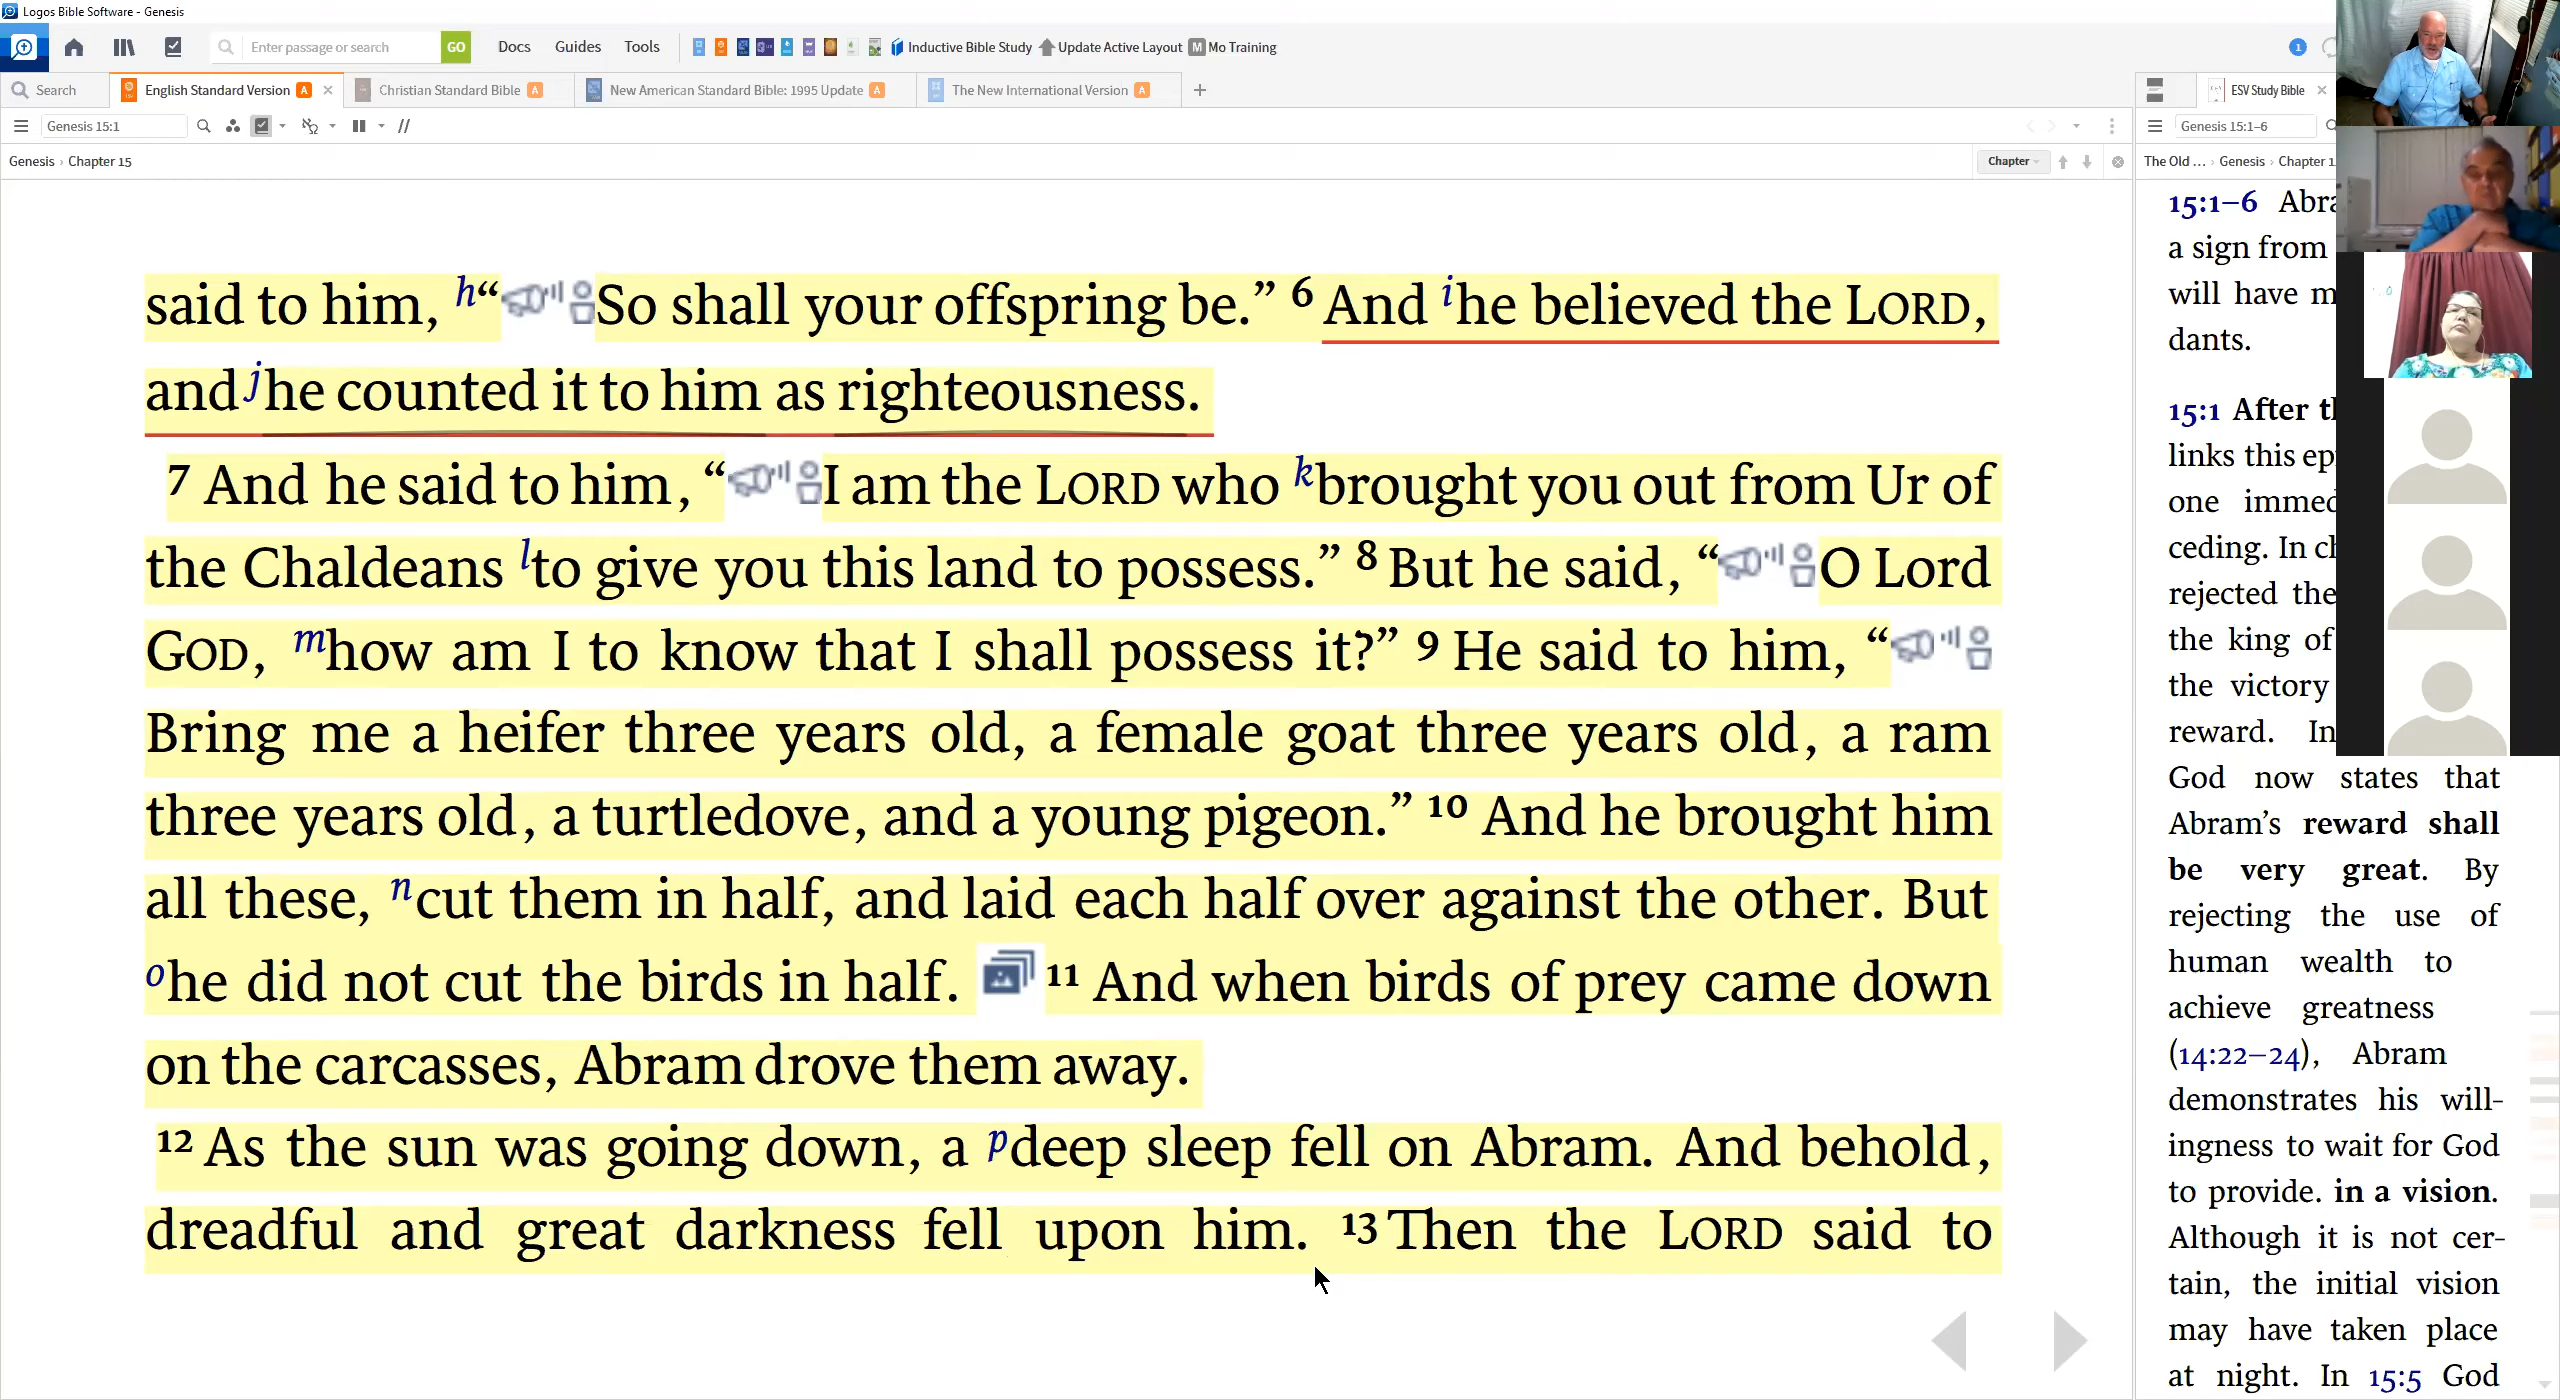 Logos Bible Software - Genesis
Enter passage or search GO Docs Guides Tools Inductive Bible Study Update Active Layout M Mo Training 1
Search English Standard Version A Christian Standard Bible A New American Standard Bible: 1995 Update A The New International Version A
Genesis 15:1
Genesis › Chapter 15 Chapter
said to him, h“So shall your offspring be.” 6 And ihe believed the LORD,
and jhe counted it to him as righteousness.
7 And he said to him, “I am the LORD who kbrought you out from Ur of
the Chaldeans lto give you this land to possess.” 8 But he said, “O Lord
GOD, mhow am I to know that I shall possess it?” 9 He said to him, “
Bring me a heifer three years old, a female goat three years old, a ram
three years old, a turtledove, and a young pigeon.” 10 And he brought him
all these, ncut them in half, and laid each half over against the other. But
ohe did not cut the birds in half. 11 And when birds of prey came down
on the carcasses, Abram drove them away.
12 As the sun was going down, a pdeep sleep fell on Abram. And behold,
dreadful and great darkness fell upon him. 13 Then the LORD said to
ESV Study Bible
Genesis 15:1–6
The Old ... › Genesis › Chapter 1
15:1–6 Abra
a sign from
will have m
dants.
15:1 After th
links this ep
one immed
ceding. In ch
rejected the
the king of
the victory
reward. In
God now states that
Abram’s reward shall
be very great. By
rejecting the use of
human wealth to
achieve greatness
(14:22–24), Abram
demonstrates his will-
ingness to wait for God
to provide. in a vision.
Although it is not cer-
tain, the initial vision
may have taken place
at night. In 15:5 God